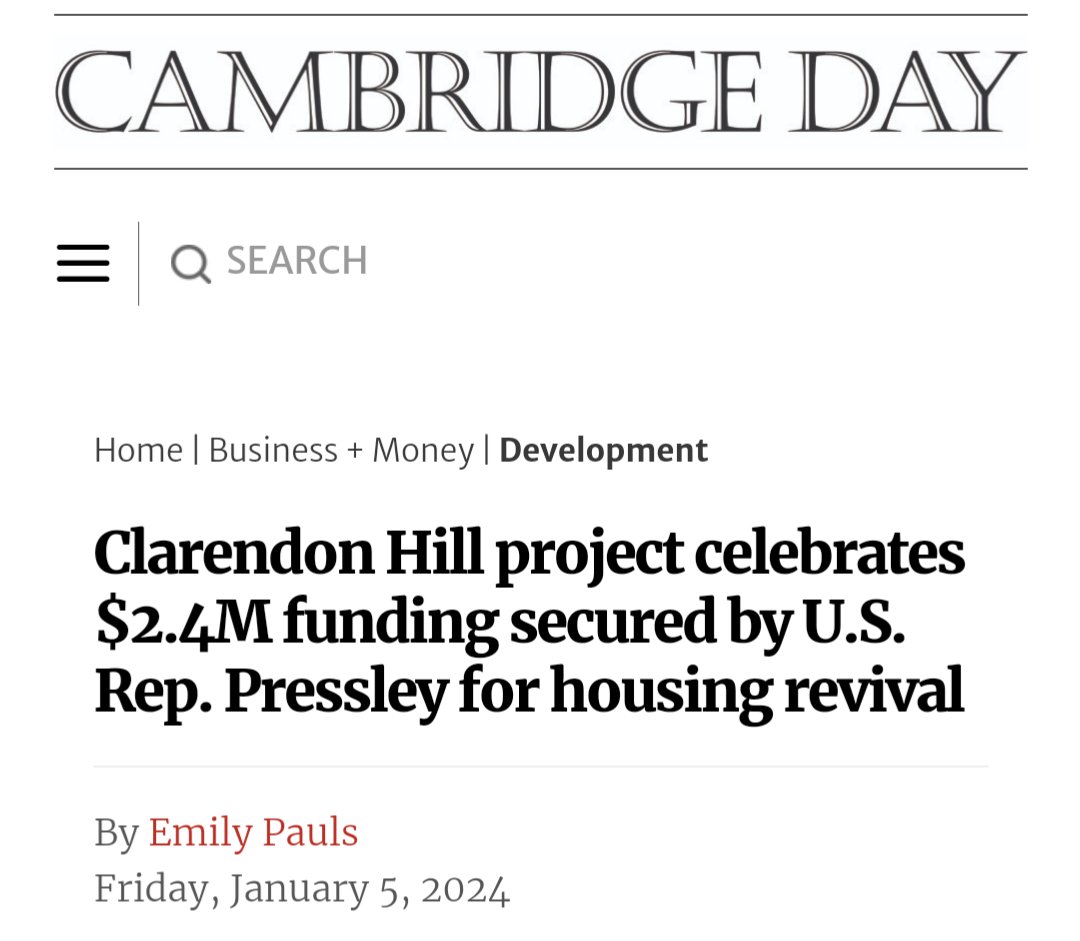 CAMBRIDGE DAY
SEARCH
Home | Business + Money | Development
Clarendon Hill project celebrates
$2.4M funding secured by U.S.
Rep. Pressley for housing revival
By Emily Pauls
Friday, January 5, 2024